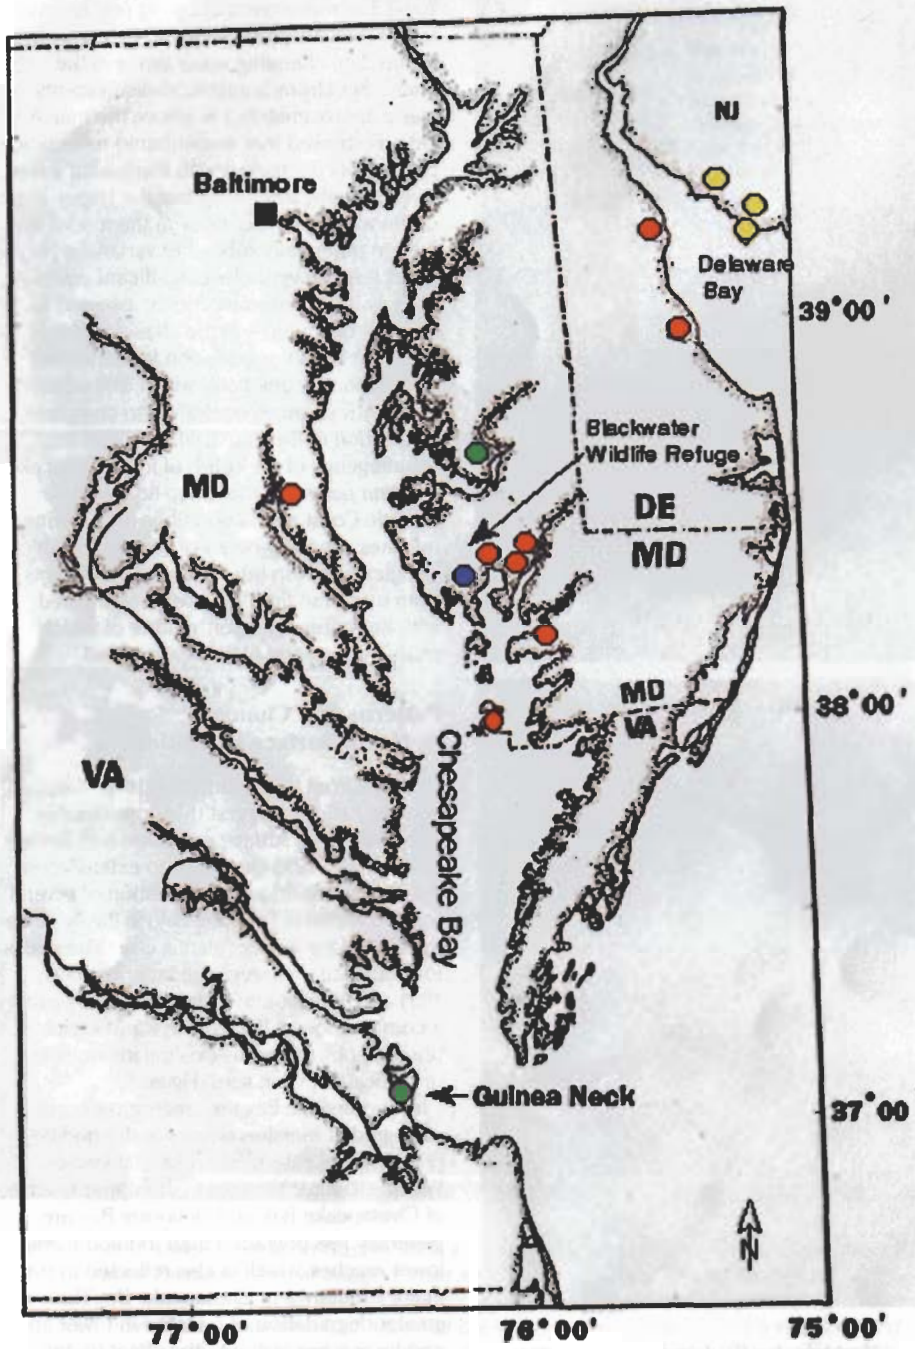 NJ
Baltimore
Delaware
Bay
39°00'
Blackwater
Wildlife Refuge
MD
DE
MD
MD
VA
38°00'
VA
Chesapeake Bay
Guinea Neck
37°00
N
77°00'
76°00'
75°00'